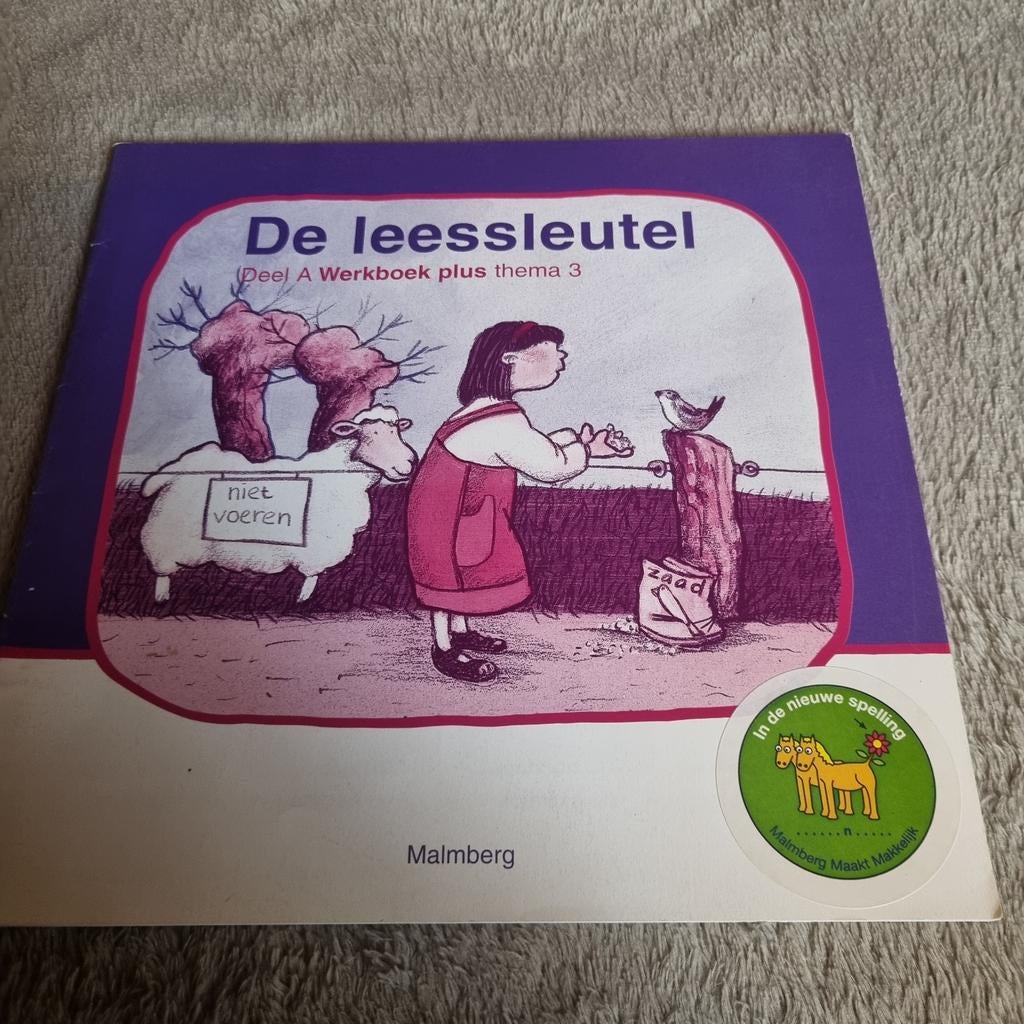 De leessleutel
Deel A Werkboek plus thema 3
niet
voeren
zaad
In de nieuwe spelling
......n.....
Malmberg Maakt Makkelijk
Malmberg